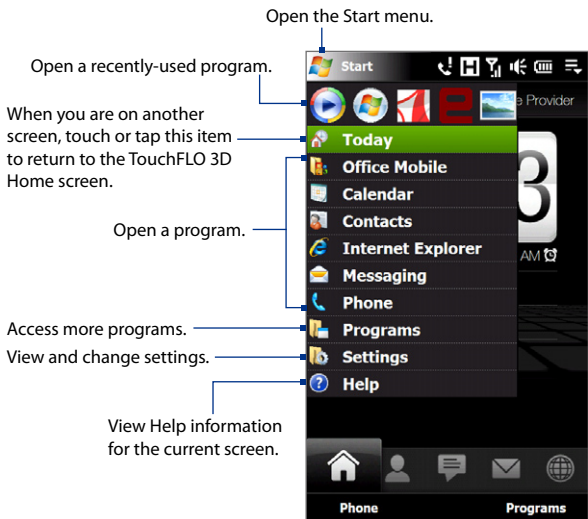 Open the Start menu.
Open a recently-used program.
When you are on another
screen, touch or tap this item
to return to the TouchFLO 3D
Home screen.
Open a program.
Access more programs.
View and change settings.
View Help information
for the current screen.
Start
H
e Provider
Today
Office Mobile
Calendar
Contacts
Internet Explorer
AM
Messaging
Phone
Programs
Settings
Help
Phone
Programs